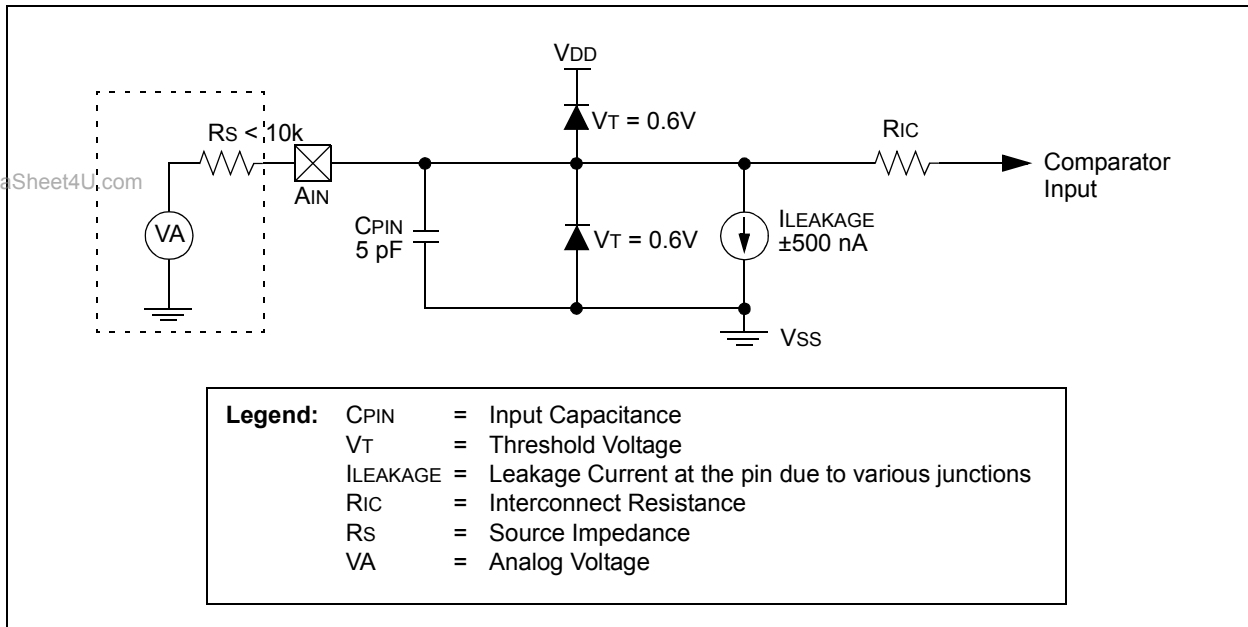 VDD
VT = 0.6V
RS < 10k
RIC
aSheet4U.com
AIN
Comparator
Input
VA
CPIN
5 pF
VT = 0.6V
ILEAKAGE
±500 nA
VSS
Legend: CPIN = Input Capacitance
VT = Threshold Voltage
ILEAKAGE = Leakage Current at the pin due to various junctions
RIC = Interconnect Resistance
RS = Source Impedance
VA = Analog Voltage